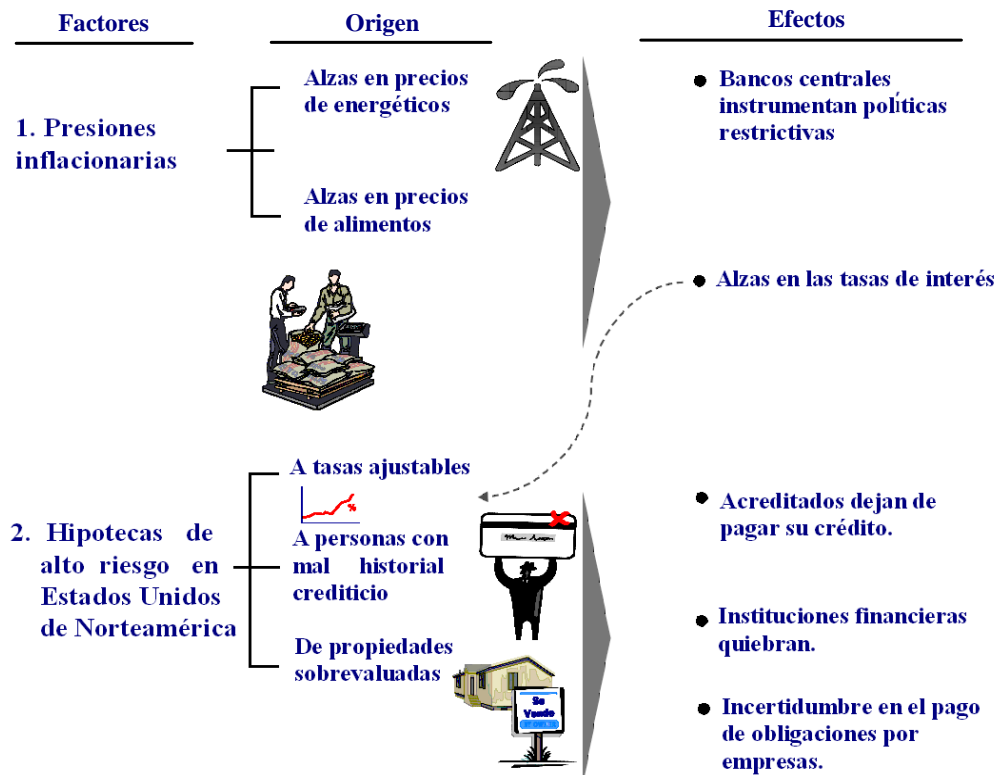 Factores
Origen
Efectos
1. Presiones
inflacionarias
Alzas en precios
de energéticos
Alzas en precios
de alimentos
Bancos centrales
instrumentan políticas
restrictivas
Alzas en las tasas de interés
2. Hipotecas de
alto riesgo en
Estados Unidos
de Norteamérica
A tasas ajustables
%
A personas con
mal historial
crediticio
De propiedades
sobrevaluadas
Se
Vende
Acreditados dejan de
pagar su crédito.
Instituciones financieras
quiebran.
Incertidumbre en el pago
de obligaciones por
empresas.